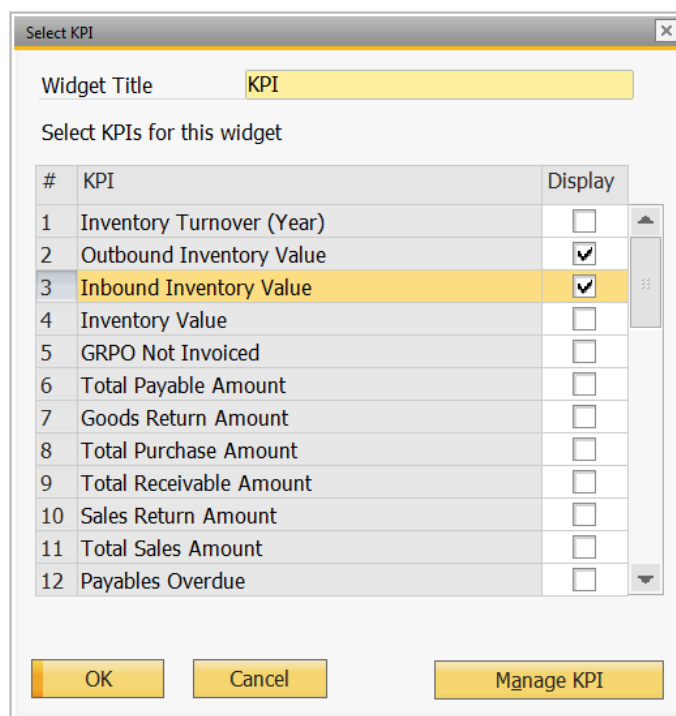 Select KPI
Widget Title KPI
Select KPIs for this widget
# KPI Display
1 Inventory Turnover (Year)
2 Outbound Inventory Value
3 Inbound Inventory Value
4 Inventory Value
5 GRPO Not Invoiced
6 Total Payable Amount
7 Goods Return Amount
8 Total Purchase Amount
9 Total Receivable Amount
10 Sales Return Amount
11 Total Sales Amount
12 Payables Overdue
OK Cancel Manage KPI